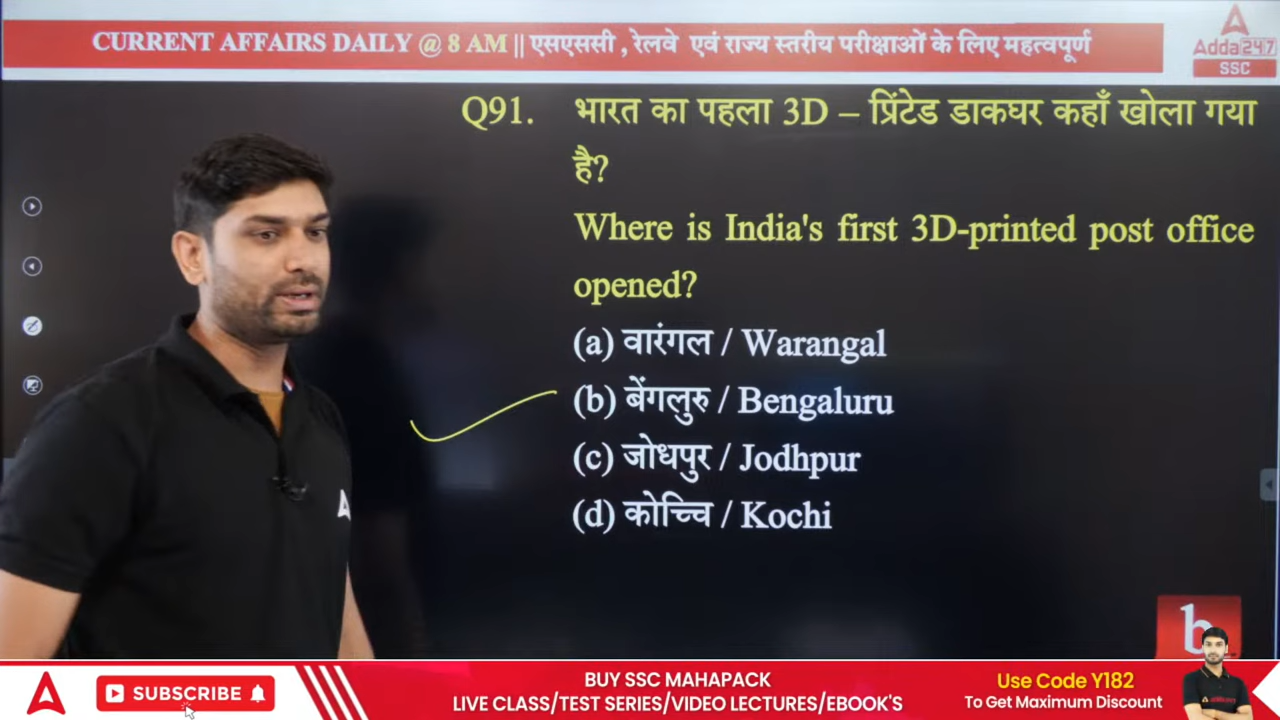 CURRENT AFFAIRS DAILY @ 8 AM || एसएससी , रेलवे एवं राज्य स्तरीय परीक्षाओं के लिए महत्वपूर्ण
Adda 247
SSC
Q91. भारत का पहला 3D – प्रिंटेड डाकघर कहाँ खोला गया
है?
Where is India's first 3D-printed post office
opened?
(a) वारंगल / Warangal
(b) बेंगलुरु / Bengaluru
(c) जोधपुर / Jodhpur
(d) कोच्चि / Kochi
b
SUBSCRIBE
BUY SSC MAHAPACK
LIVE CLASS/TEST SERIES/VIDEO LECTURES/EBOOK'S
Use Code Y182
To Get Maximum Discount